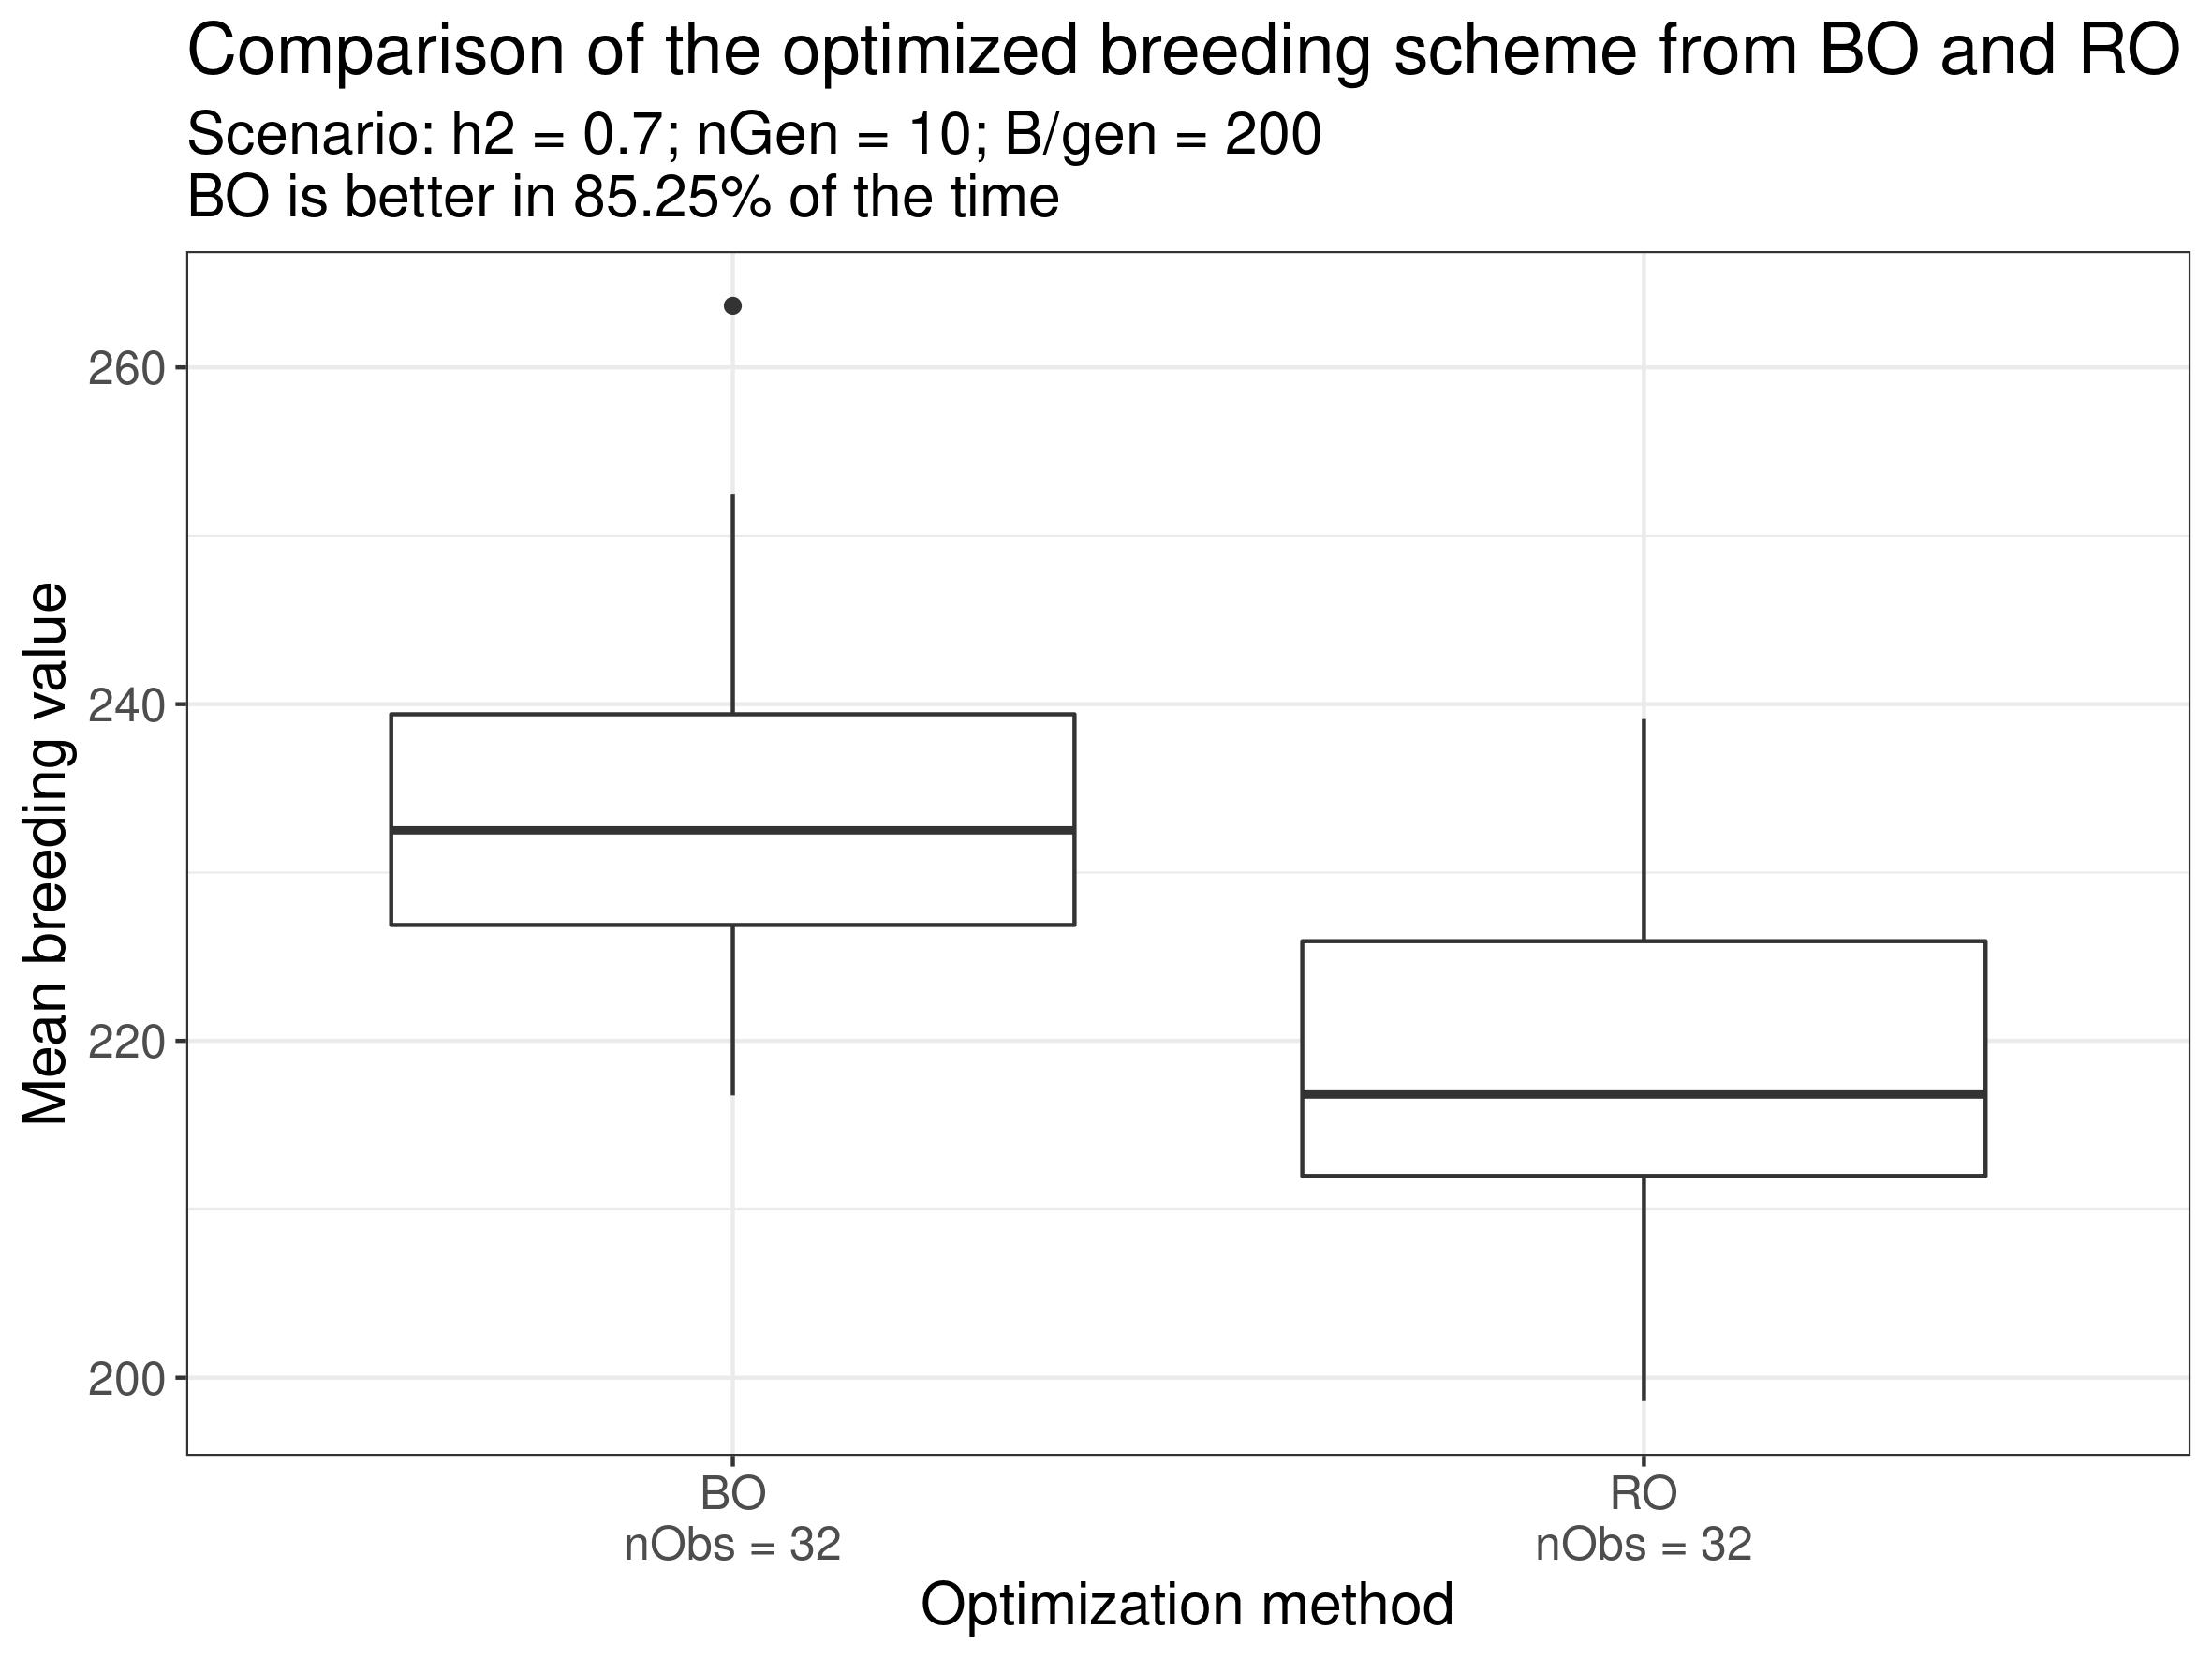 Comparison of the optimized breeding scheme from BO and RO
Scenario: h2 = 0.7; nGen = 10; B/gen = 200
BO is better in 85.25% of the time
Mean breeding value
260
240
220
200
BO
nObs = 32
RO
nObs = 32
Optimization method